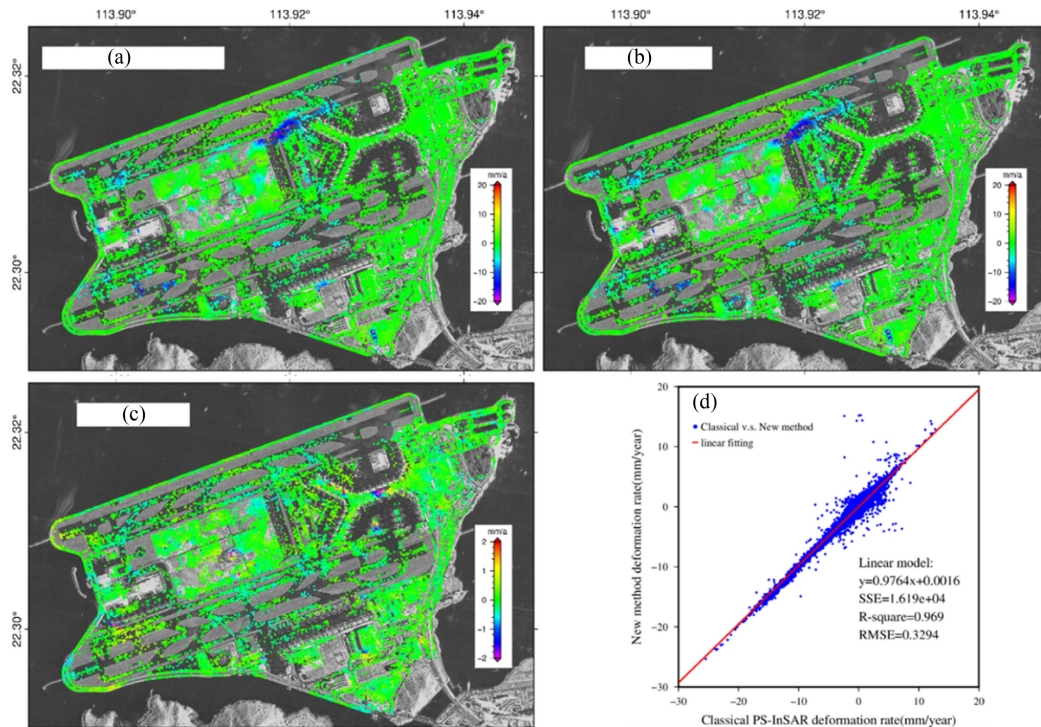 113.90° 113.92° 113.94° 113.90° 113.92° 113.94°
(a) (b)
22.32°
22.30°
mm/a
20
10
0
-10
-20
mm/a
20
10
0
-10
-20
(c)
22.32°
22.30°
mm/a
2
1
0
-1
-2
(d)
Classical v.s. New method
linear fitting
20
10
0
-10
-20
-30
New method deformation rate(mm/year)
Linear model:
y=0.9764x+0.0016
SSE=1.619e+04
R-square=0.969
RMSE=0.3294
-30 -20 -10 0 10 20
Classical PS-InSAR deformation rate(mm/year)